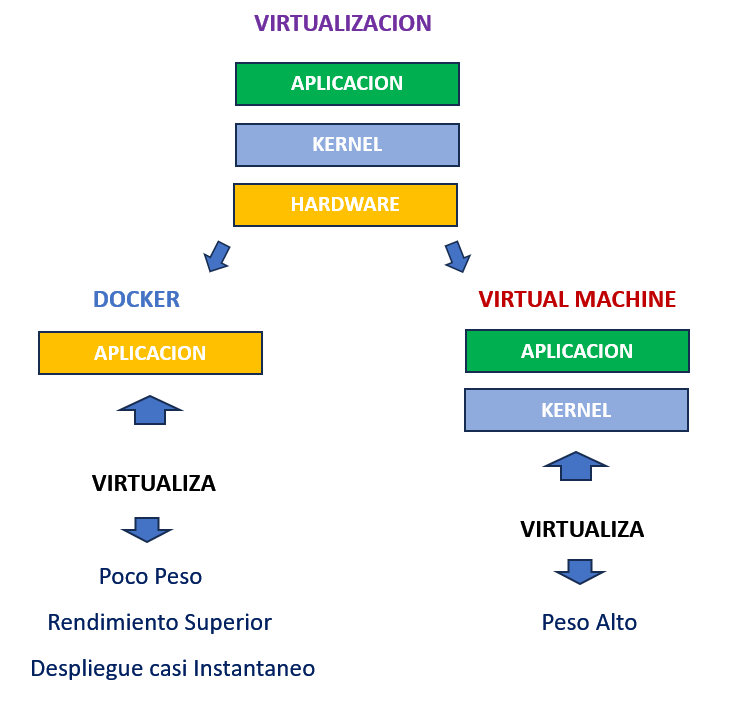 VIRTUALIZACION
APLICACION
KERNEL
HARDWARE
DOCKER
APLICACION
VIRTUALIZA
Poco Peso
Rendimiento Superior
Despliegue casi Instantaneo
VIRTUAL MACHINE
APLICACION
KERNEL
VIRTUALIZA
Peso Alto